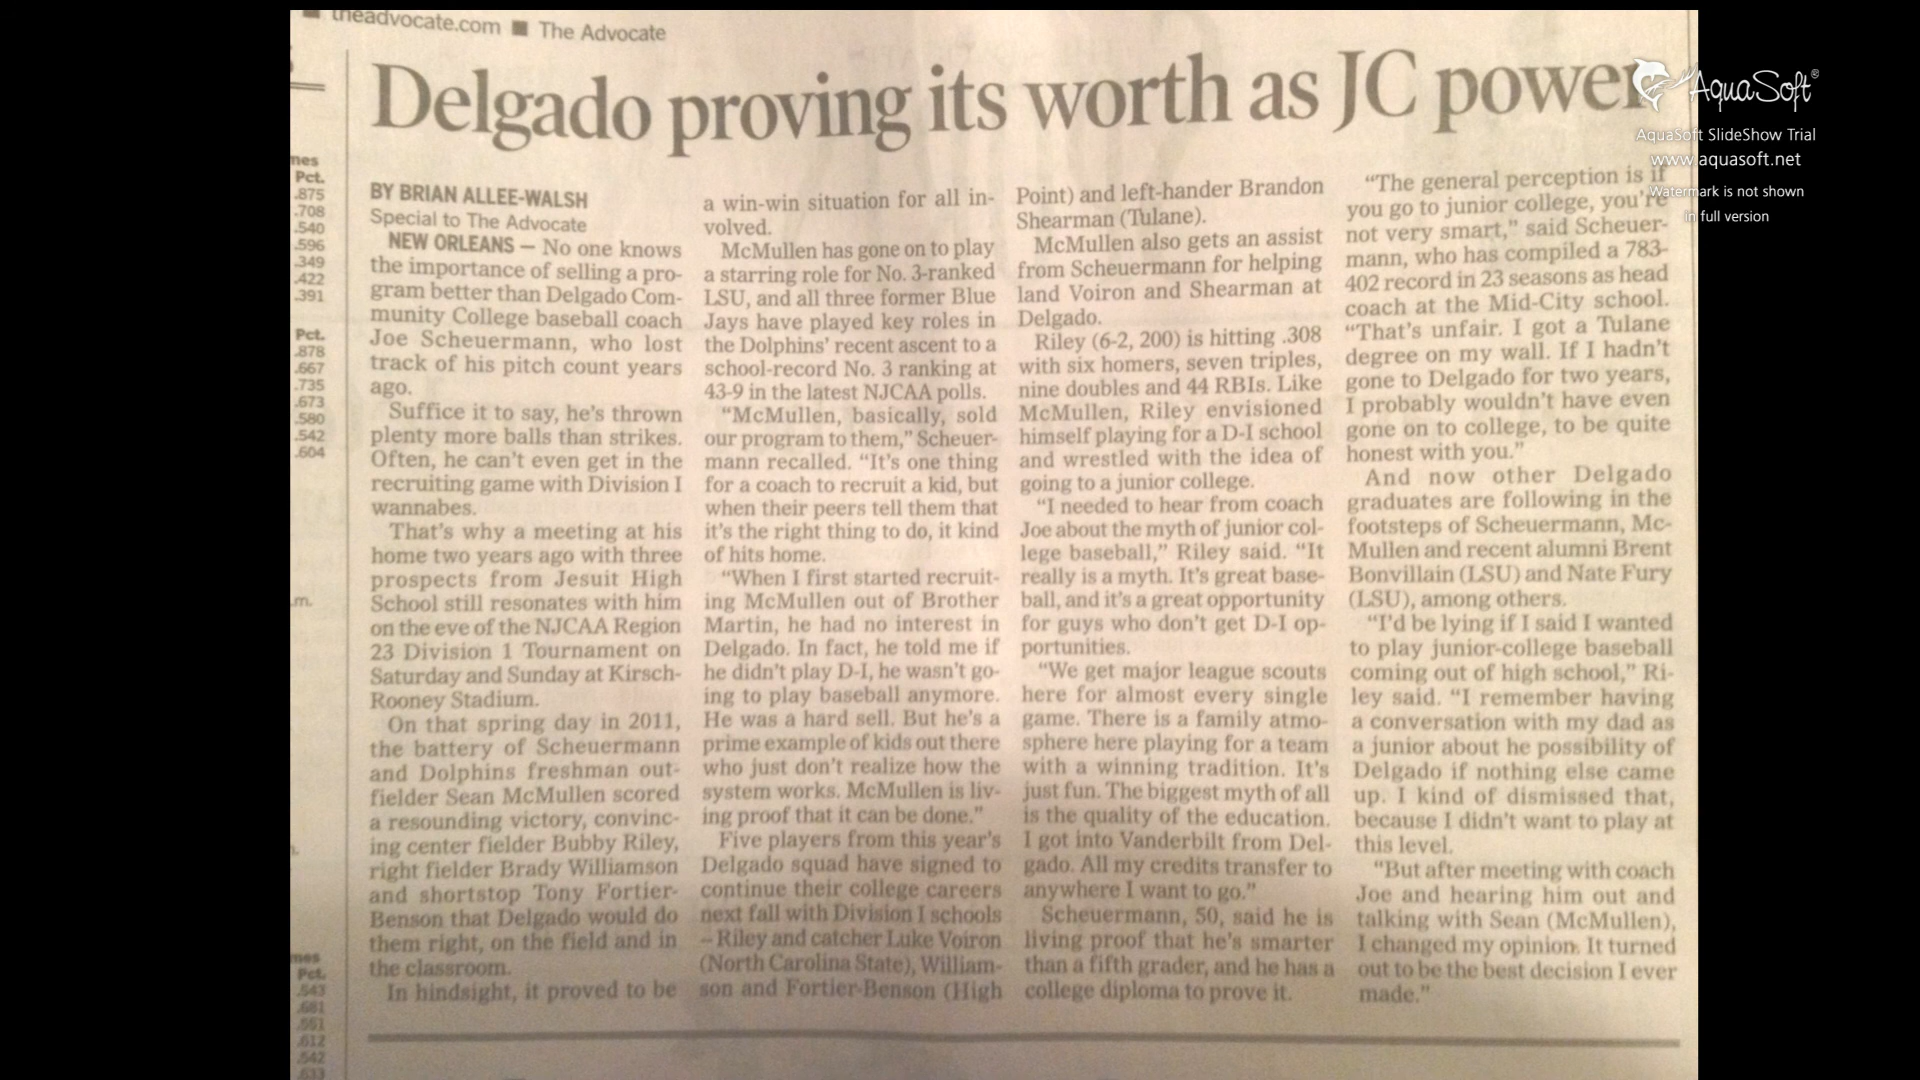 theadvocate.com ■ The Advocate
Delgado proving its worth as JC power
BY BRIAN ALLEE-WALSH
Special to The Advocate
NEW ORLEANS — No one knows
the importance of selling a pro-
gram better than Delgado Com-
munity College baseball coach
Joe Scheuermann, who lost
track of his pitch count years
ago.
Suffice it to say, he's thrown
plenty more balls than strikes.
Often, he can't even get in the
recruiting game with Division I
wannabes.
That's why a meeting at his
home two years ago with three
prospects from Jesuit High
School still resonates with him
on the eve of the NJCAA Region
23 Division 1 Tournament on
Saturday and Sunday at Kirsch-
Rooney Stadium.
On that spring day in 2011,
the battery of Scheuermann
and Dolphins freshman out-
fielder Sean McMullen scored
a resounding victory, convinc-
ing center fielder Bubby Riley,
right fielder Brady Williamson
and shortstop Tony Fortier-
Benson that Delgado would do
them right, on the field and in
the classroom.
In hindsight, it proved to be
a win-win situation for all in-
volved.
McMullen has gone on to play
a starring role for No. 3-ranked
LSU, and all three former Blue
Jays have played key roles in
the Dolphins' recent ascent to a
school-record No. 3 ranking at
43-9 in the latest NJCAA polls.
"McMullen, basically, sold
our program to them," Scheuer-
mann recalled. "It's one thing
for a coach to recruit a kid, but
when their peers tell them that
it's the right thing to do, it kind
of hits home.
"When I first started recruit-
ing McMullen out of Brother
Martin, he had no interest in
Delgado. In fact, he told me if
he didn't play D-I, he wasn't go-
ing to play baseball anymore.
He was a hard sell. But he's a
prime example of kids out there
who just don't realize how the
system works. McMullen is liv-
ing proof that it can be done."
Five players from this year's
Delgado squad have signed to
continue their college careers
next fall with Division I schools
– Riley and catcher Luke Voiron
(North Carolina State), William-
son and Fortier-Benson (High
Point) and left-hander Brandon
Shearman (Tulane).
McMullen also gets an assist
from Scheuermann for helping
land Voiron and Shearman at
Delgado.
Riley (6-2, 200) is hitting .308
with six homers, seven triples,
nine doubles and 44 RBIs. Like
McMullen, Riley envisioned
himself playing for a D-I school
and wrestled with the idea of
going to a junior college.
"I needed to hear from coach
Joe about the myth of junior col-
lege baseball," Riley said. "It
really is a myth. It's great base-
ball, and it's a great opportunity
for guys who don't get D-I op-
portunities.
"We get major league scouts
here for almost every single
game. There is a family atmo-
sphere here playing for a team
with a winning tradition. It's
just fun. The biggest myth of all
is the quality of the education.
I got into Vanderbilt from Del-
gado. All my credits transfer to
anywhere I want to go."
Scheuermann, 50, said he is
living proof that he's smarter
than a fifth grader, and he has a
college diploma to prove it.
"The general perception is if
you go to junior college, you're
not very smart," said Scheuer-
mann, who has compiled a 783-
402 record in 23 seasons as head
coach at the Mid-City school.
"That's unfair. I got a Tulane
degree on my wall. If I hadn't
gone to Delgado for two years,
I probably wouldn't have even
gone on to college, to be quite
honest with you."
And now other Delgado
graduates are following in the
footsteps of Scheuermann, Mc-
Mullen and recent alumni Brent
Bonvillain (LSU) and Nate Fury
(LSU), among others.
"I'd be lying if I said I wanted
to play junior-college baseball
coming out of high school," Ri-
ley said. "I remember having
a conversation with my dad as
a junior about he possibility of
Delgado if nothing else came
up. I kind of dismissed that,
because I didn't want to play at
this level.
"But after meeting with coach
Joe and hearing him out and
talking with Sean (McMullen),
I changed my opinion. It turned
out to be the best decision I ever
made."
Pct.
.875
.708
.540
.596
.349
.422
.391
Pct.
.878
.667
.735
.673
.580
.542
.604
Pct.
.543
.681
.551
.612
.542
.633
AquaSoft®
AquaSoft SlideShow Trial
www.aquasoft.net
Watermark is not shown
in full version